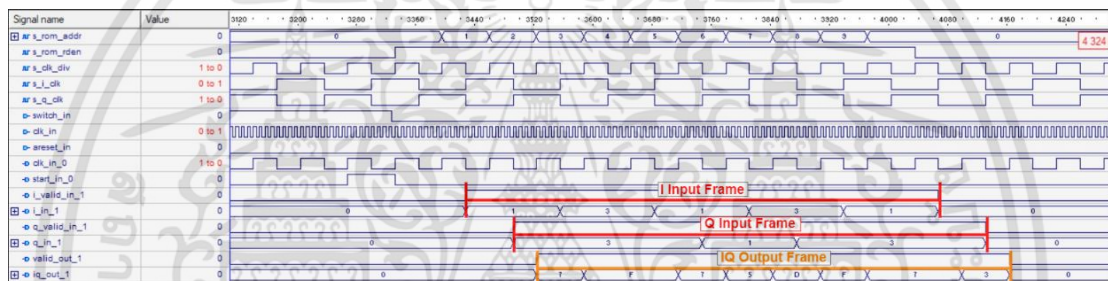 Signal name Value 3120 3200 3280 3360 3440 3520 3600 3680 3760 3840 3920 4000 4080 4160 4240
s_rom_addr 0 0 1 2 3 4 5 6 7 8 9 0
s_rom_rden 0 4 324
s_clk_div 1 to 0
s_i_clk 0 to 1
s_q_clk 1 to 0
switch_in 0
clk_in 0 to 1
areset_in 0
clk_in_0 1 to 0
start_in_0 0
i_valid_in_1 0 I Input Frame
i_in_1 0 0 1 3 1 3 1 0
q_valid_in_1 0 Q Input Frame
q_in_1 0 0 3 1 3 0
valid_out_1 0 IQ Output Frame
iq_out_1 0 0 7 F 7 5 D F 7 3 0